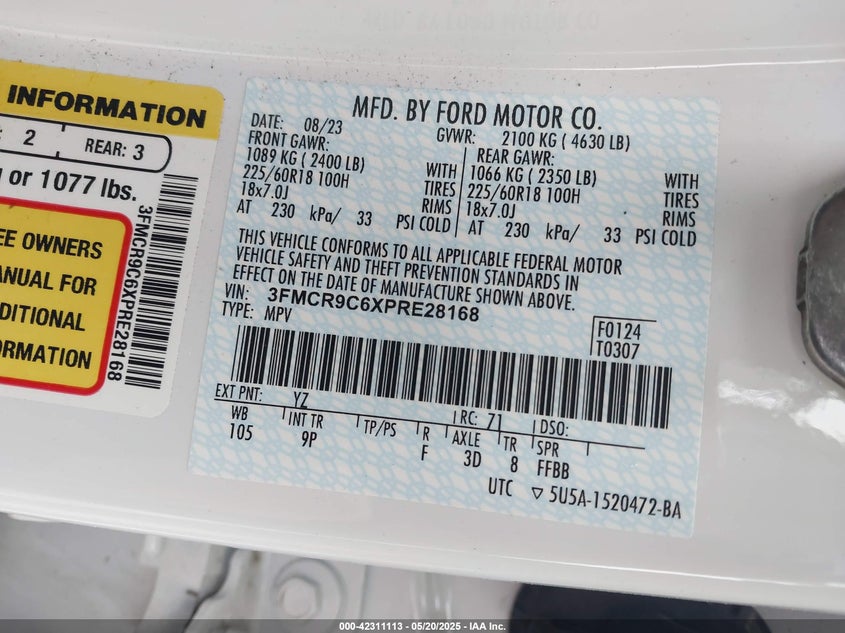 INFORMATION
2
REAR: 3
or 1077 lbs.
EE OWNERS
ANUAL FOR
DITIONAL
ORMATION
3FMCR9C6XPRE28168
MFD. BY FORD MOTOR CO.
DATE: 08/23 GVWR: 2100 KG ( 4630 LB)
FRONT GAWR: REAR GAWR:
1089 KG ( 2400 LB) WITH 1066 KG ( 2350 LB) WITH
225/60R18 100H TIRES 225/60R18 100H TIRES
18x7.0J RIMS 18x7.0J RIMS
AT 230 kPa/ 33 PSI COLD AT 230 kPa/ 33 PSI COLD
THIS VEHICLE CONFORMS TO ALL APPLICABLE FEDERAL MOTOR
VEHICLE SAFETY AND THEFT PREVENTION STANDARDS IN
EFFECT ON THE DATE OF MANUFACTURE SHOWN ABOVE.
VIN: 3FMCR9C6XPRE28168
TYPE: MPV
F0124
T0307
EXT PNT: YZ RC: 71 DSO:
WB INT TR TP/PS R AXLE TR SPR
105 9P F 3D 8 FFBB
UTC ▽ 5U5A-1520472-BA
000-42311113 | 05/20/2025 | IAA Inc.